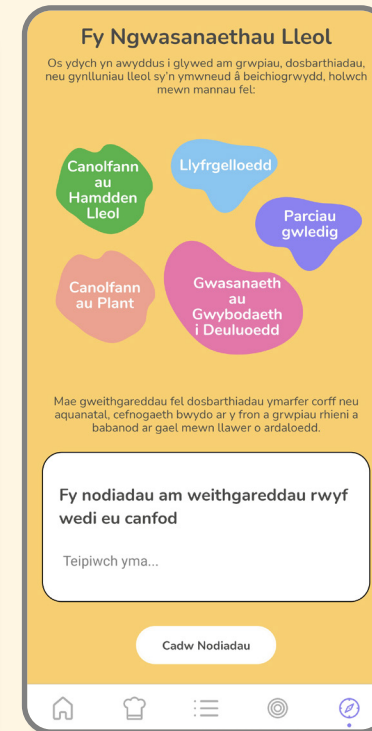 Fy Ngwasanaethau Lleol
Os ydych yn awyddus i glywed am grwpiau, dosbarthiadau,
neu gynlluniau lleol sy'n ymwneud â beichiogrwydd, holwch
mewn mannau fel:
Canolfann
au
Hamdden
Lleol
Llyfrgelloedd
Parciau
gwledig
Canolfann
au Plant
Gwasanaeth
au
Gwybodaeth
i Deuluoedd
Mae gweithgareddau fel dosbarthiadau ymarfer corff neu
aquanatal, cefnogaeth bwydo ar y fron a grwpiau rhieni a
babanod ar gael mewn llawer o ardaloedd.
Fy nodiadau am weithgareddau rwyf
wedi eu canfod
Teipiwch yma...
Cadw Nodiadau